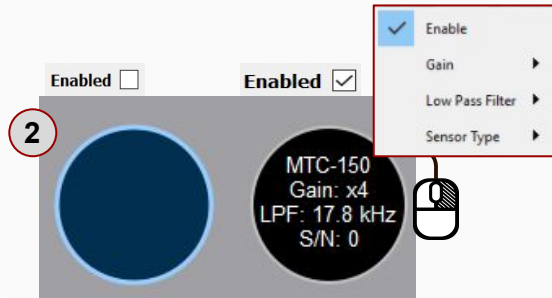 Enable
Gain
Low Pass Filter
Sensor Type
Enabled
Enabled
2
MTC-150
Gain: x4
LPF: 17.8 kHz
S/N: 0